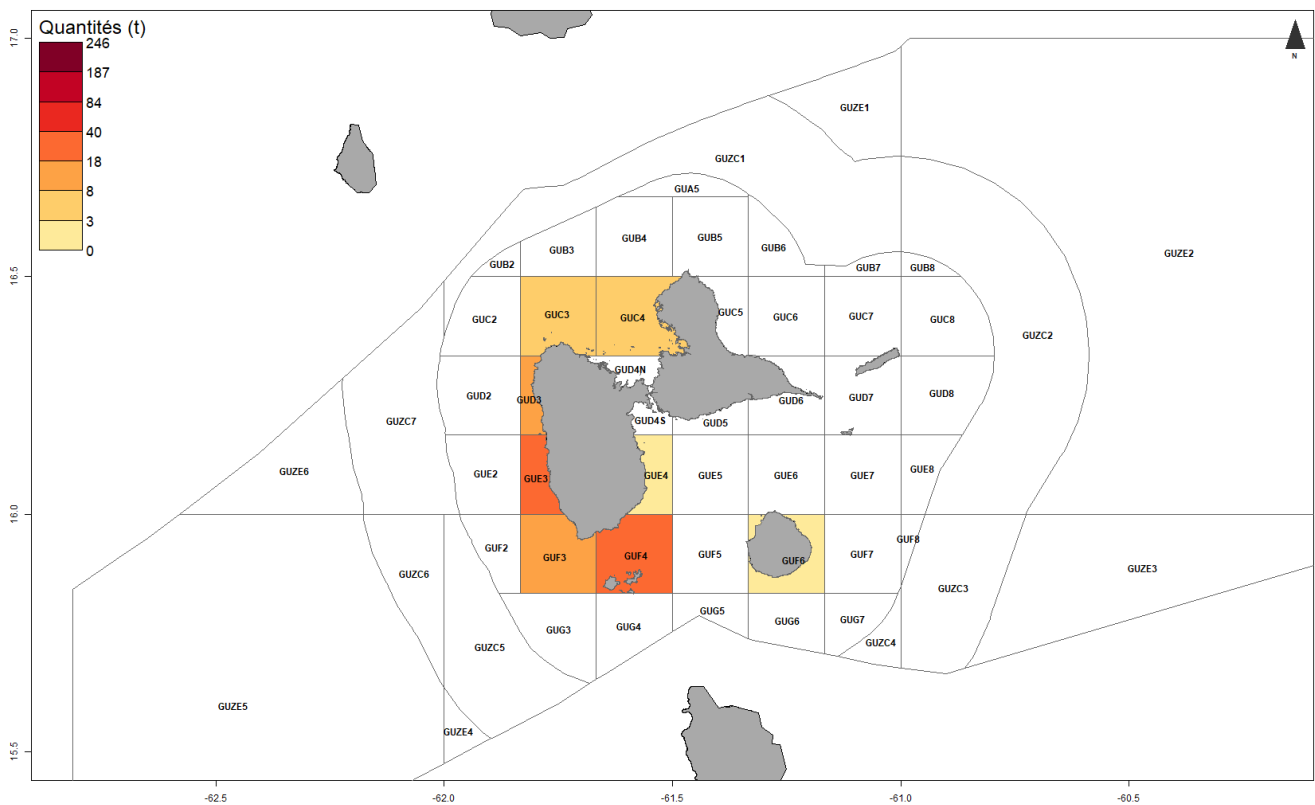 Quantités (t)
246
187
84
40
18
8
3
0
N
17.0
16.5
16.0
15.5
-62.5
-62.0
-61.5
-61.0
-60.5
GUZE1
GUZC1
GUA5
GUB4
GUB5
GUB6
GUB3
GUB2
GUB7
GUB8
GUZE2
GUC2
GUC3
GUC4
GUC5
GUC6
GUC7
GUC8
GUZC2
GUD4N
GUD2
GUD3
GUD6
GUD7
GUD8
GUZC7
GUD4S
GUD5
GUZE6
GUE2
GUE3
GUE4
GUE5
GUE6
GUE7
GUE8
GUF2
GUF3
GUF4
GUF5
GUF6
GUF7
GUF8
GUZC6
GUZE3
GUZC3
GUG3
GUG4
GUG5
GUG6
GUG7
GUZC5
GUZC4
GUZE5
GUZE4